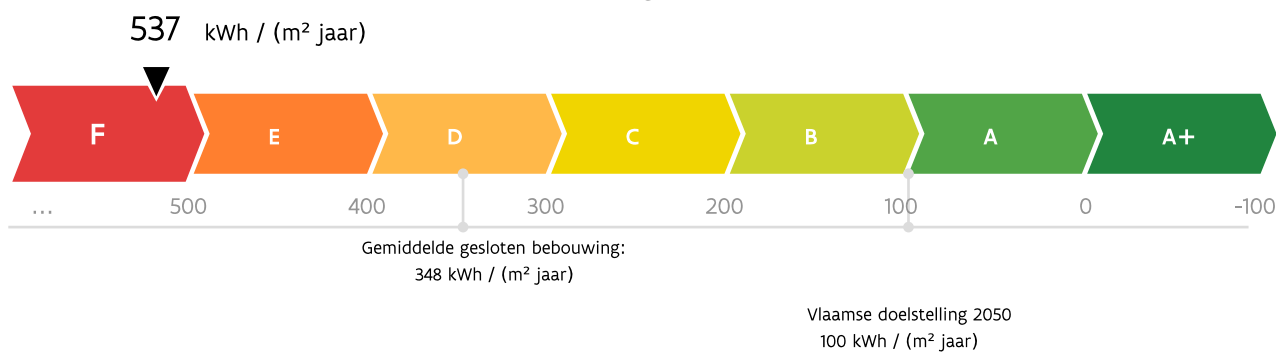 537 kWh / (m² jaar)
F E D C B A A+
... 500 400 300 200 100 0 -100
Gemiddelde gesloten bebouwing:
348 kWh / (m² jaar)
Vlaamse doelstelling 2050
100 kWh / (m² jaar)